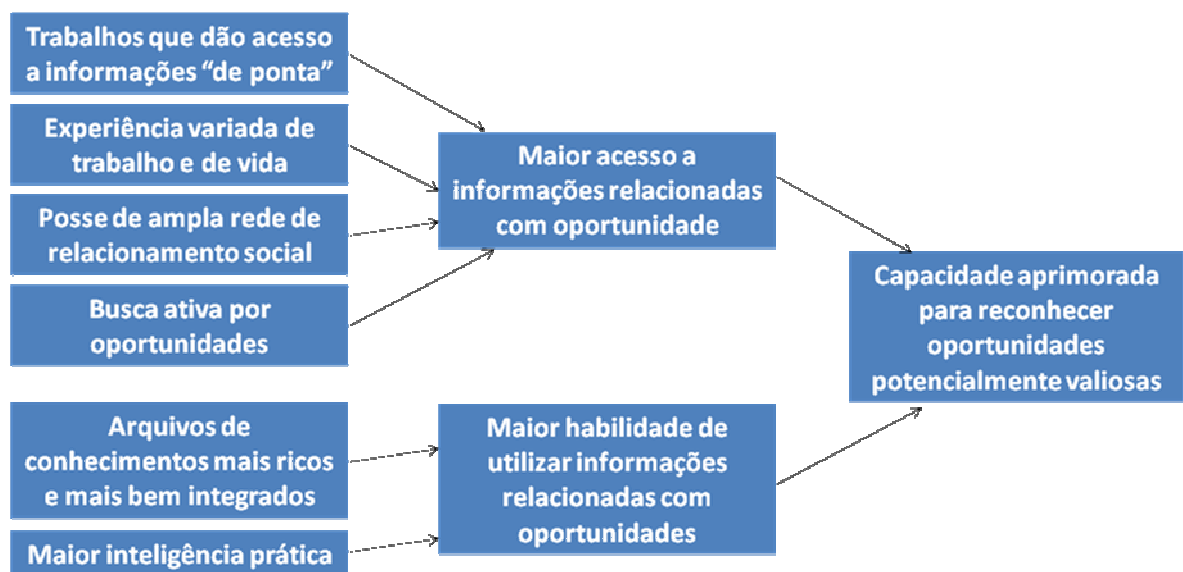 Trabalhos que dão acesso
a informações “de ponta”
Experiência variada de
trabalho e de vida
Posse de ampla rede de
relacionamento social
Busca ativa por
oportunidades
Arquivos de
conhecimentos mais ricos
e mais bem integrados
Maior inteligência prática
Maior acesso a
informações relacionadas
com oportunidade
Maior habilidade de
utilizar informações
relacionadas com
oportunidades
Capacidade aprimorada
para reconhecer
oportunidades
potencialmente valiosas